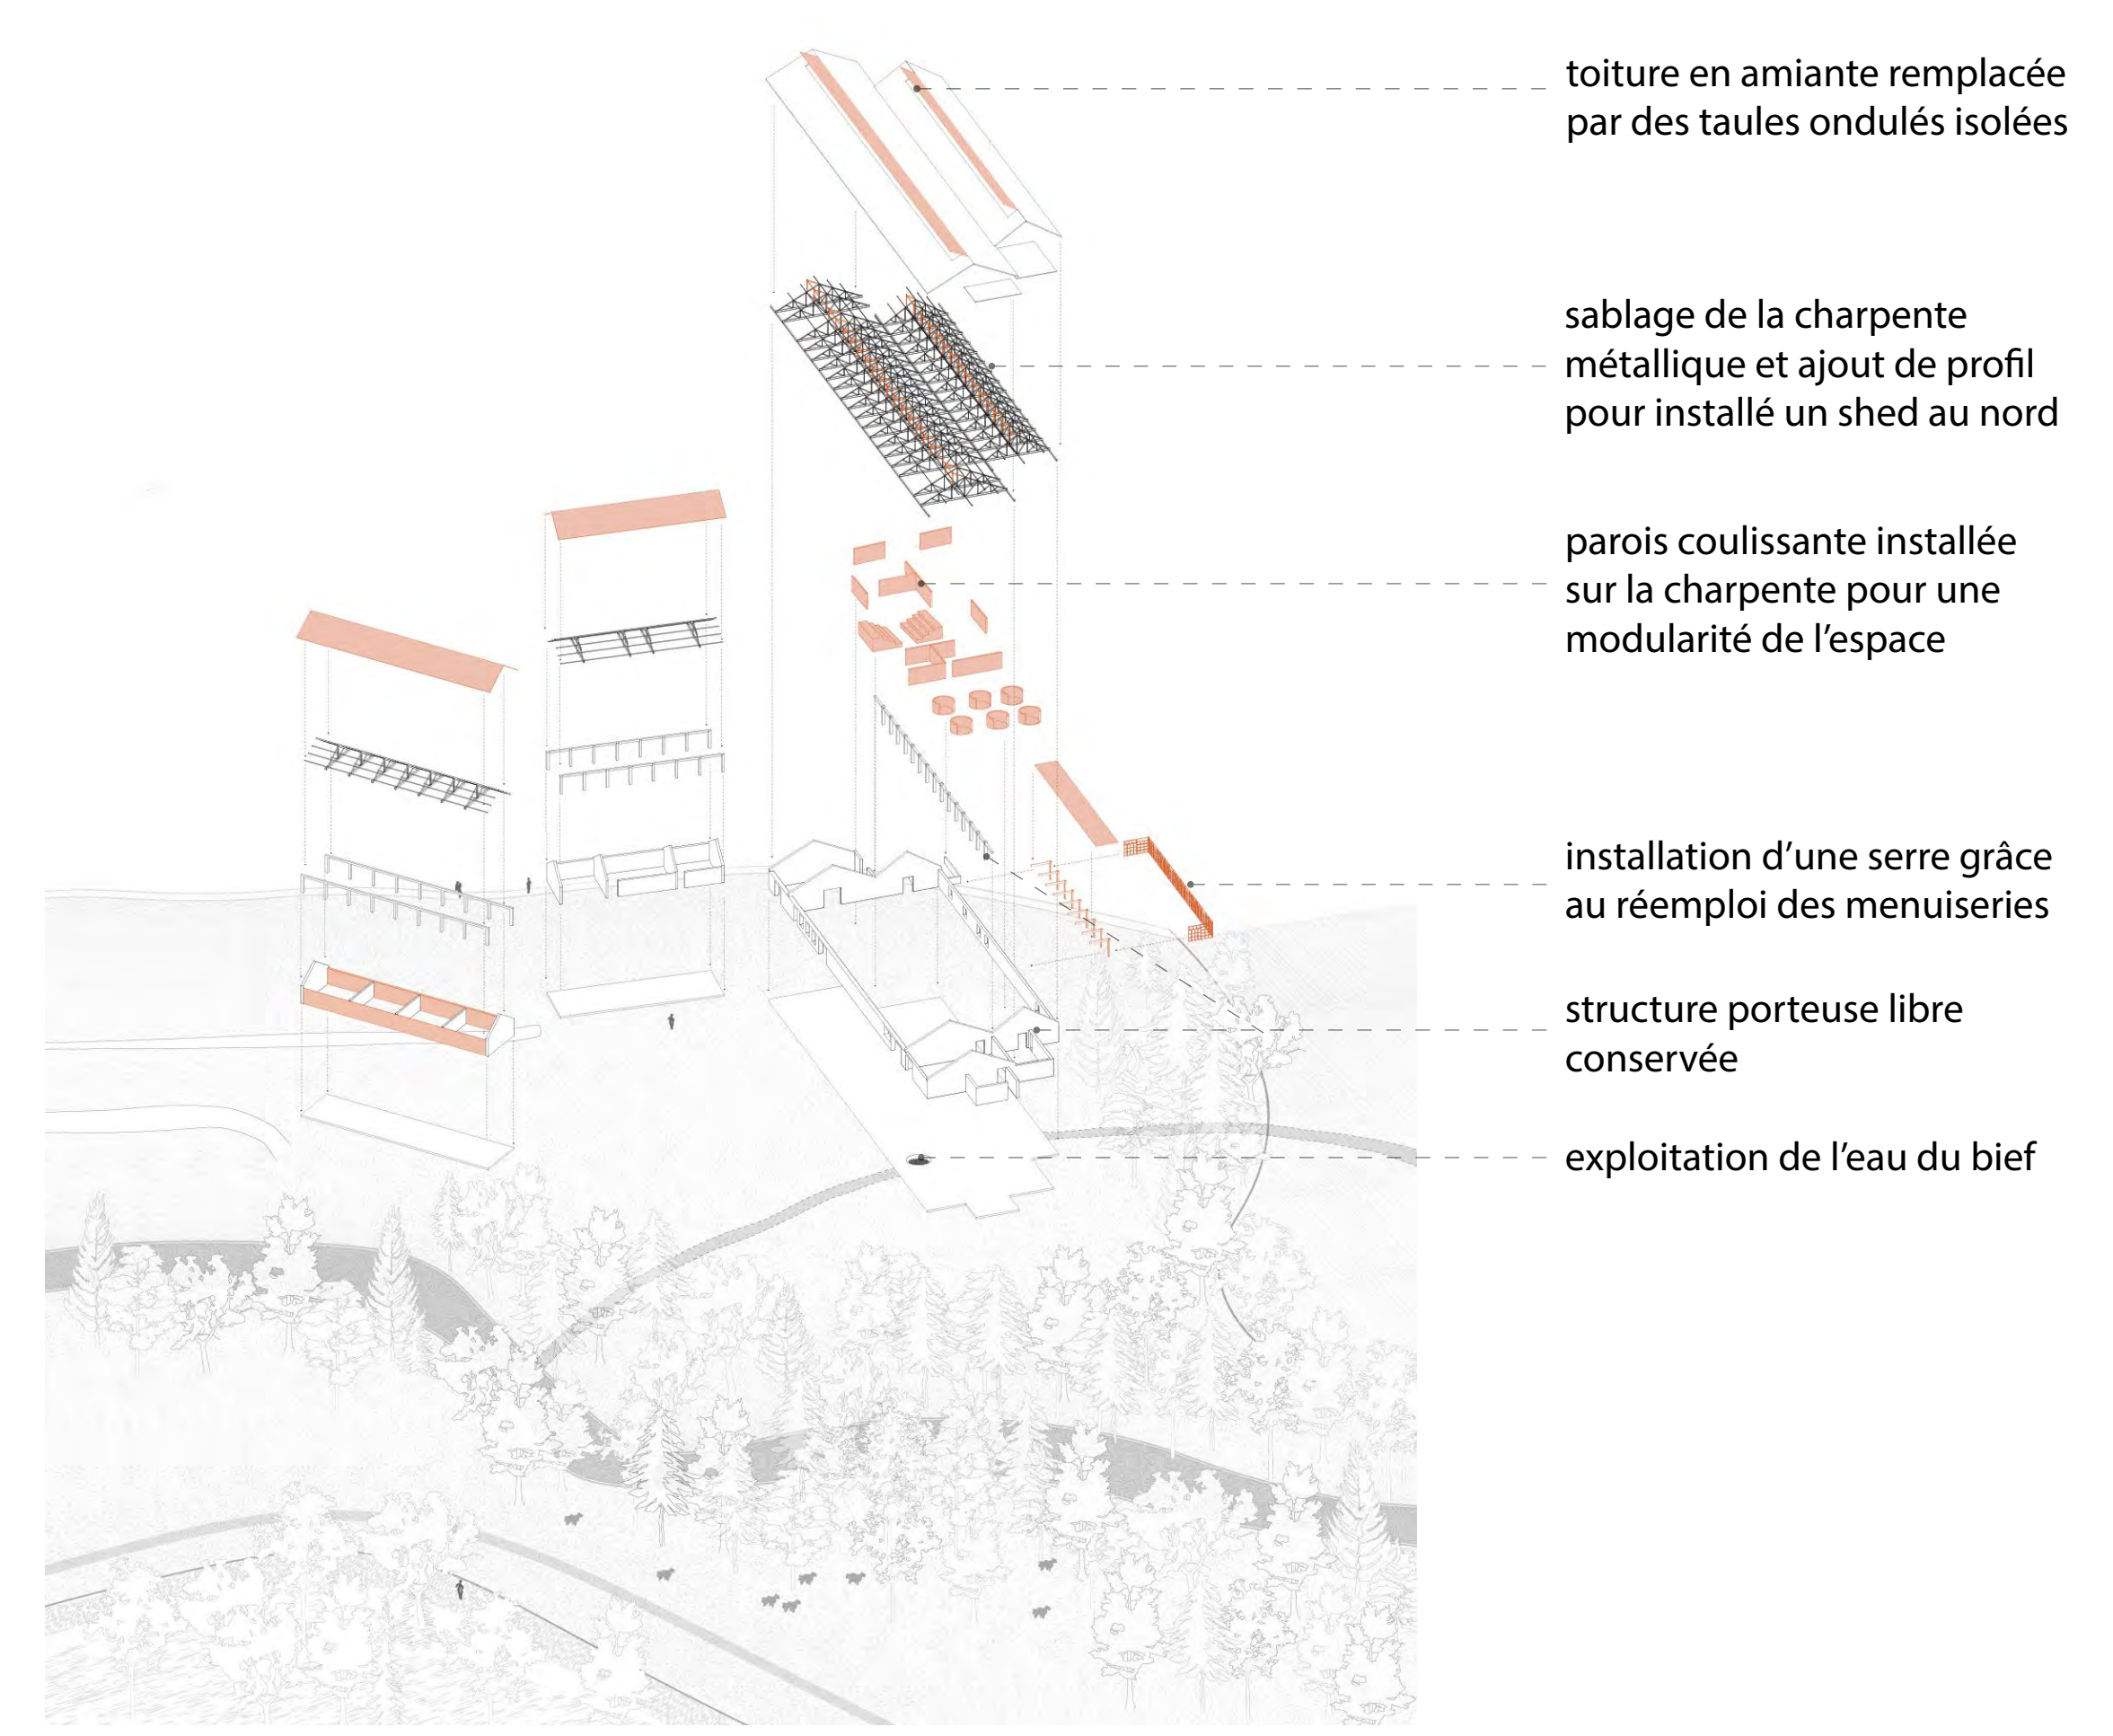 toiture en amiante remplacée
par des taules ondulés isolées
sablage de la charpente
métallique et ajout de profil
pour installé un shed au nord
parois coulissante installée
sur la charpente pour une
modularité de l’espace
installation d’une serre grâce
au réemploi des menuiseries
structure porteuse libre
conservée
exploitation de l’eau du bief